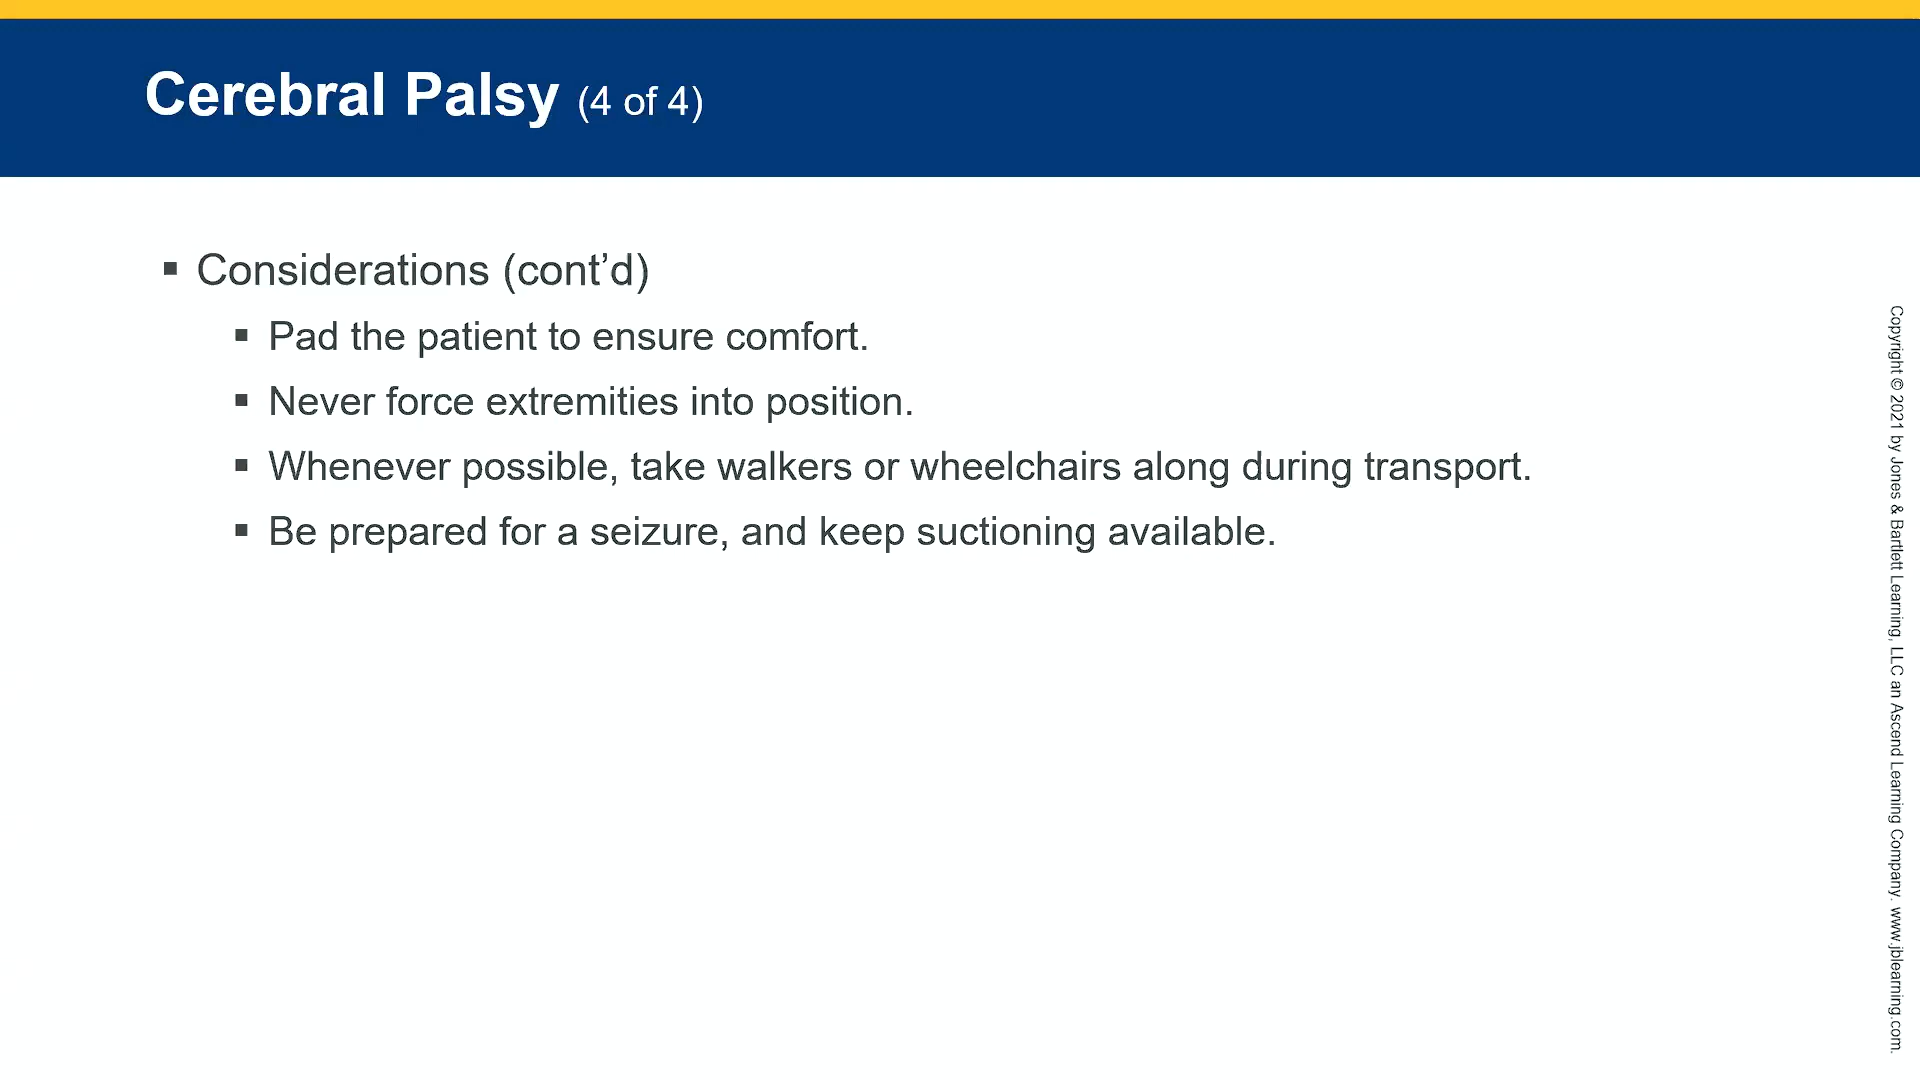 Cerebral Palsy (4 of 4)
▪ Considerations (cont’d)
▪ Pad the patient to ensure comfort.
▪ Never force extremities into position.
▪ Whenever possible, take walkers or wheelchairs along during transport.
▪ Be prepared for a seizure, and keep suctioning available.
Copyright © 2021 by Jones & Bartlett Learning, LLC an Ascend Learning Company. www.jblearning.com.